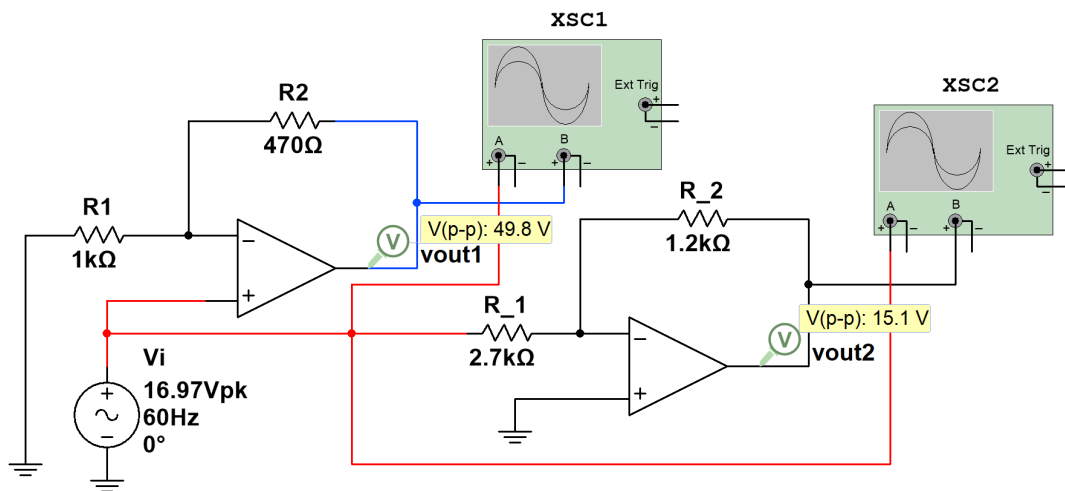 XSC1
Ext Trig
+
−
A
B
+
−
+
−
XSC2
Ext Trig
+
−
A
B
+
−
+
−
R2
470Ω
R_2
1.2kΩ
R1
1kΩ
−
+
V
V(p-p): 49.8 V
vout1
R_1
2.7kΩ
−
+
V
V(p-p): 15.1 V
vout2
Vi
16.97Vpk
60Hz
0°
+
−